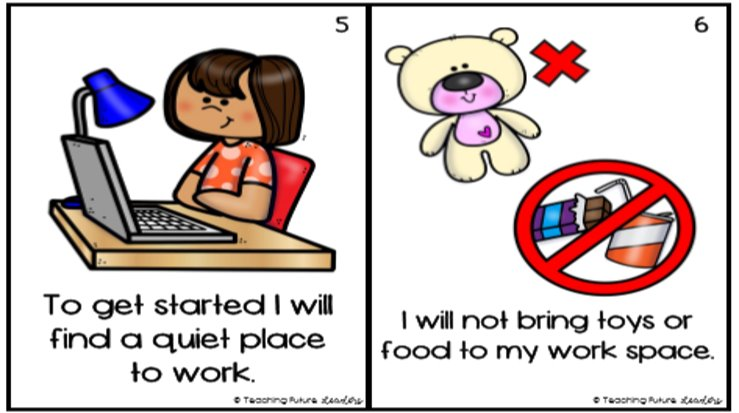 5
To get started I will
find a quiet place
to work.
© Teaching Future Leaders
6
I will not bring toys or
food to my work space.
© Teaching Future Leaders